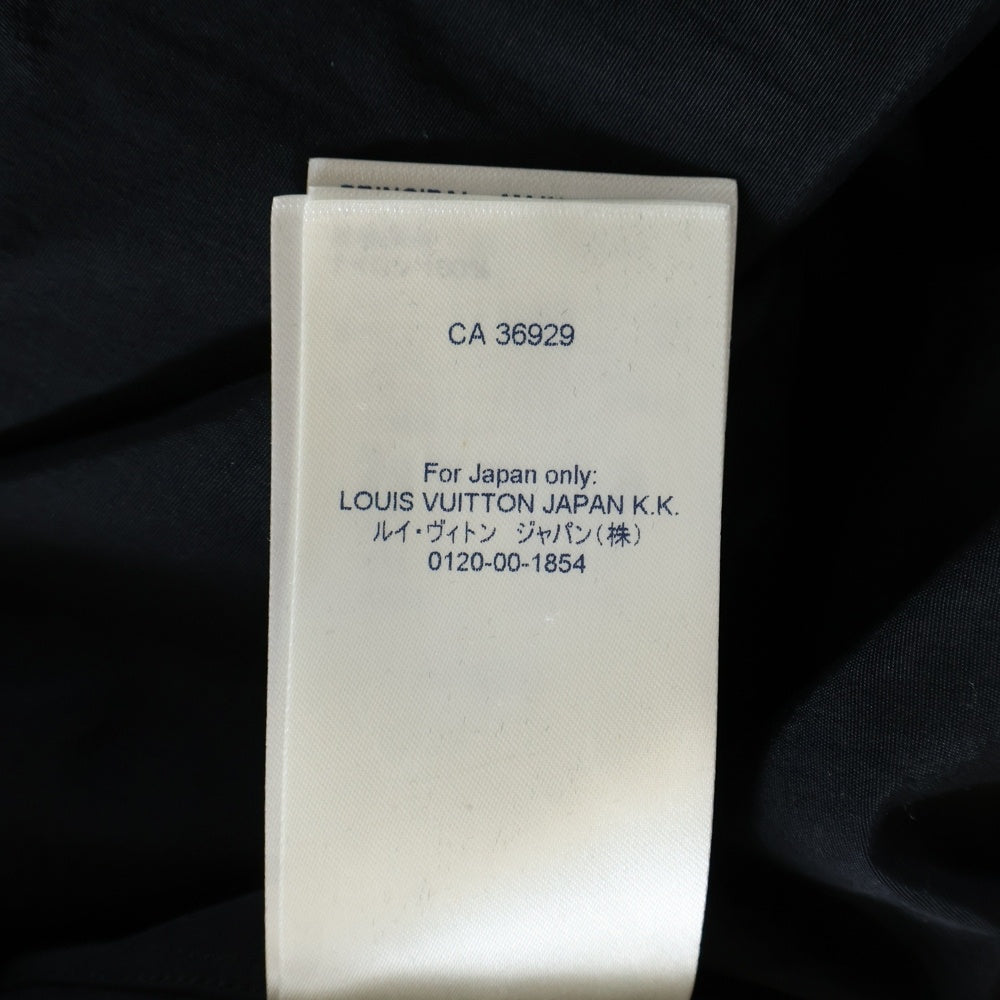 CA 36929
For Japan only:
LOUIS VUITTON JAPAN K.K.
ルイ・ヴィトン ジャパン(株)
0120-00-1854